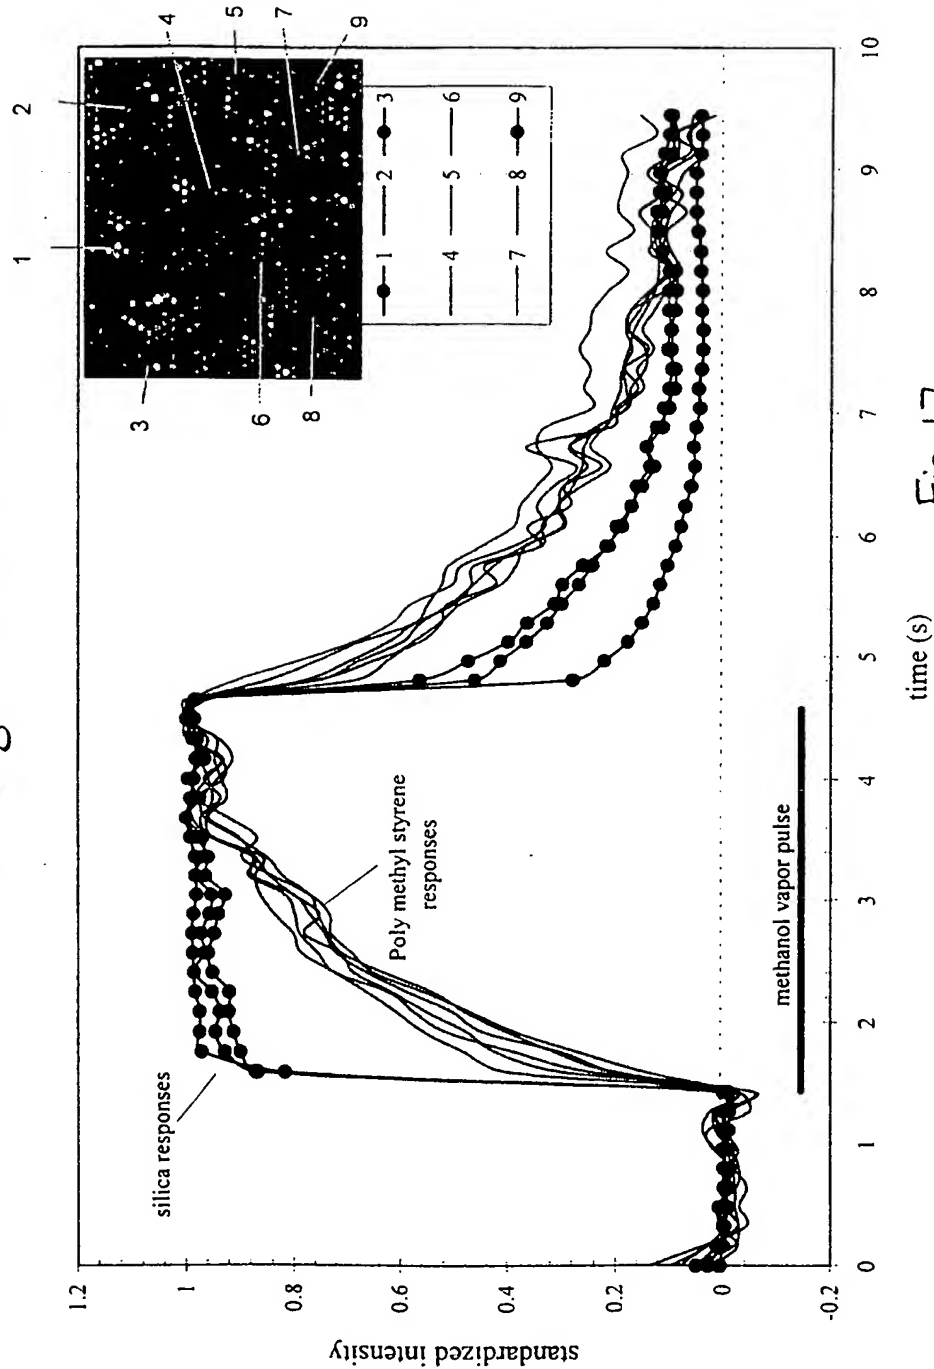 1
2
3
4
5
6
7
8
9
1 2 3
4 5 6
7 8 9
standardized intensity
1.2
1
0.8
0.6
0.4
0.2
0
-0.2
silica responses
Poly methyl styrene
responses
methanol vapor pulse
0 1 2 3 4 5 6 7 8 9 10
time (s)